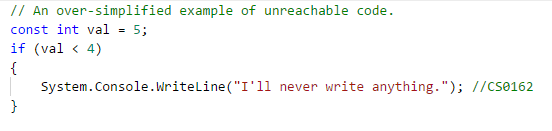 // An over-simplified example of unreachable code.
const int val = 5;
if (val < 4)
{
    System.Console.WriteLine("I'll never write anything."); //CS0162
}